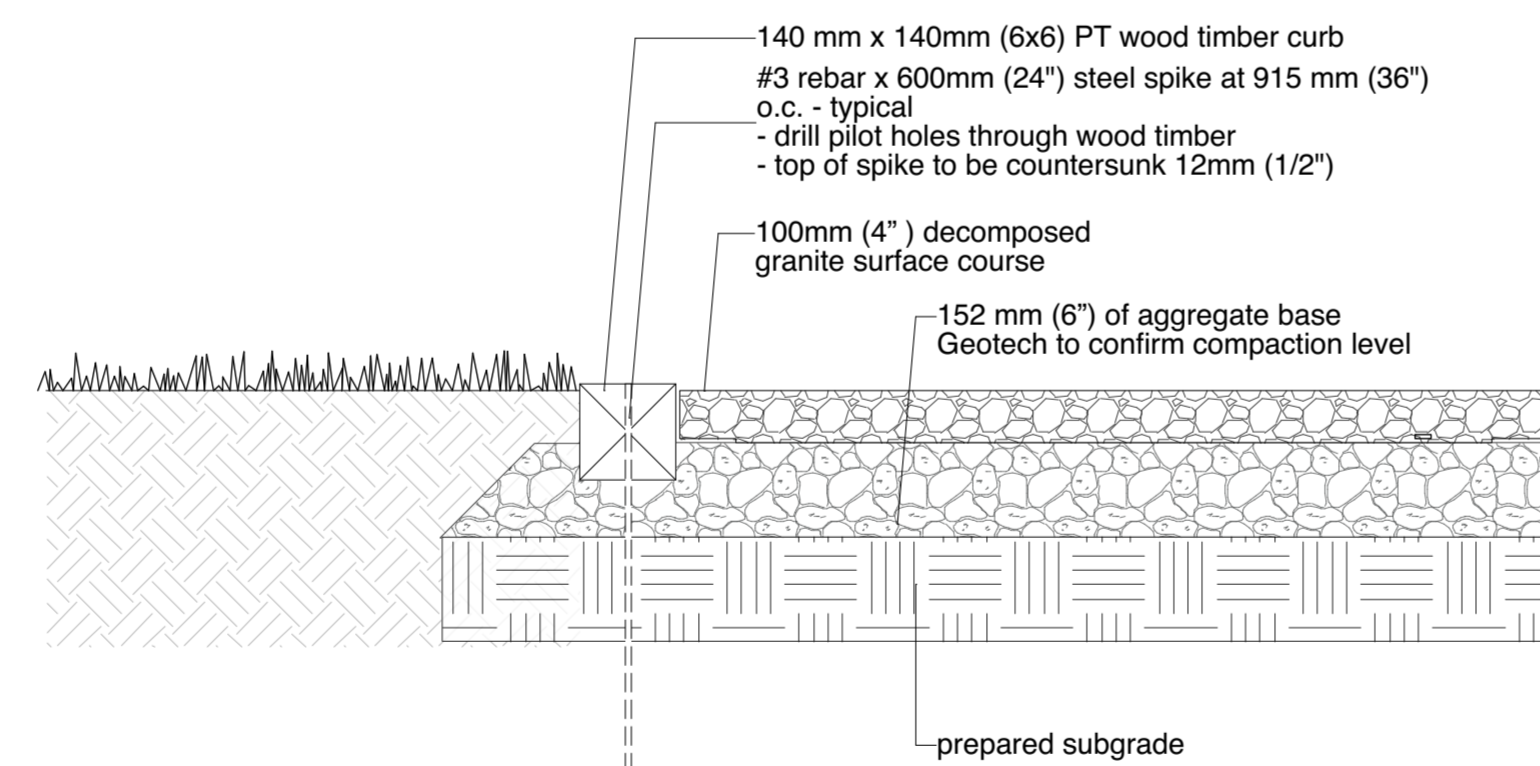 140 mm x 140mm (6x6) PT wood timber curb
#3 rebar x 600mm (24") steel spike at 915 mm (36")
o.c. - typical
- drill pilot holes through wood timber
- top of spike to be countersunk 12mm (1/2")
100mm (4” ) decomposed
granite surface course
152 mm (6”) of aggregate base
Geotech to confirm compaction level
prepared subgrade